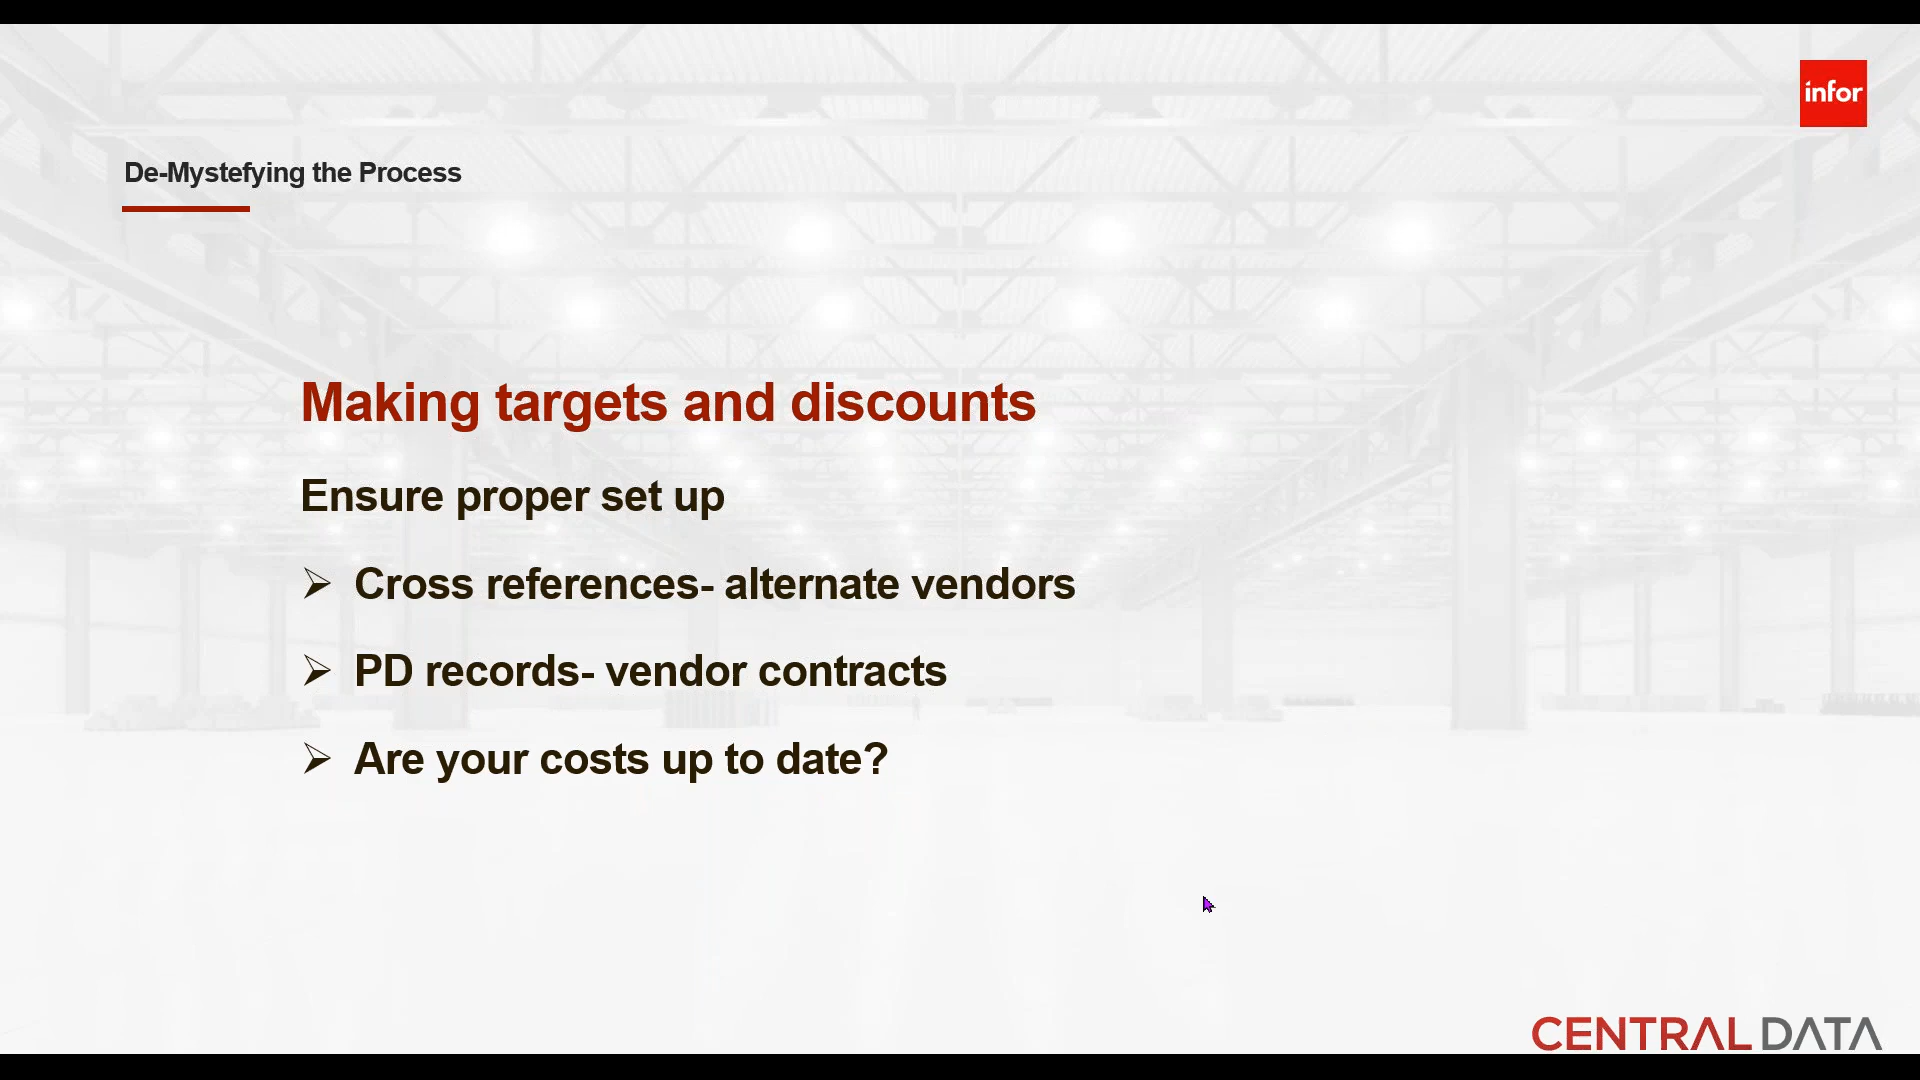 infor
De-Mystefying the Process
Making targets and discounts
Ensure proper set up
➢ Cross references- alternate vendors
➢ PD records- vendor contracts
➢ Are your costs up to date?
CENTRAL DATA